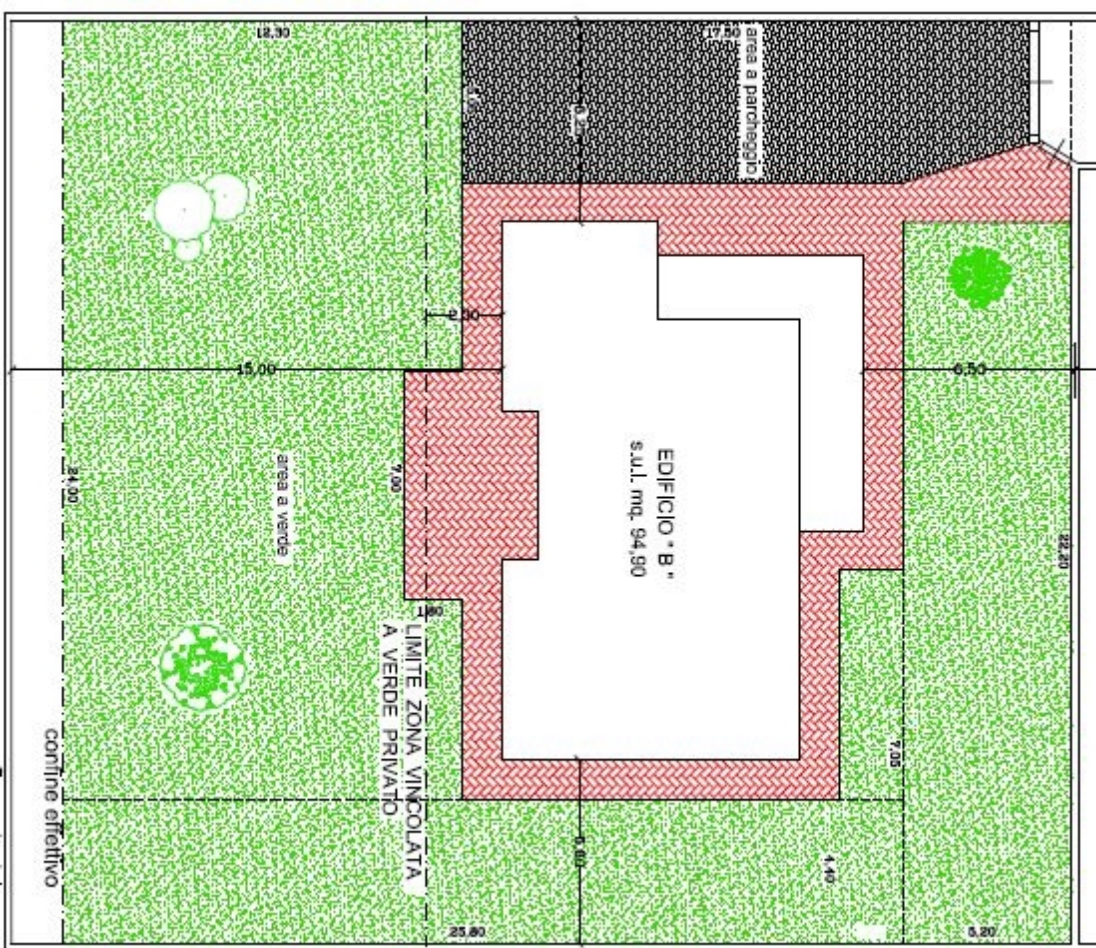 12,30
17,50
area a parcheggio
2,30
15,00
6,50
EDIFICIO " B "
s.u.l. mq. 94,90
area a verde
7,00
24,00
22,20
1,80
LIMITE ZONA VINCOLATA
A VERDE PRIVATO
7,05
confine effettivo
4,40
25,80
5,20